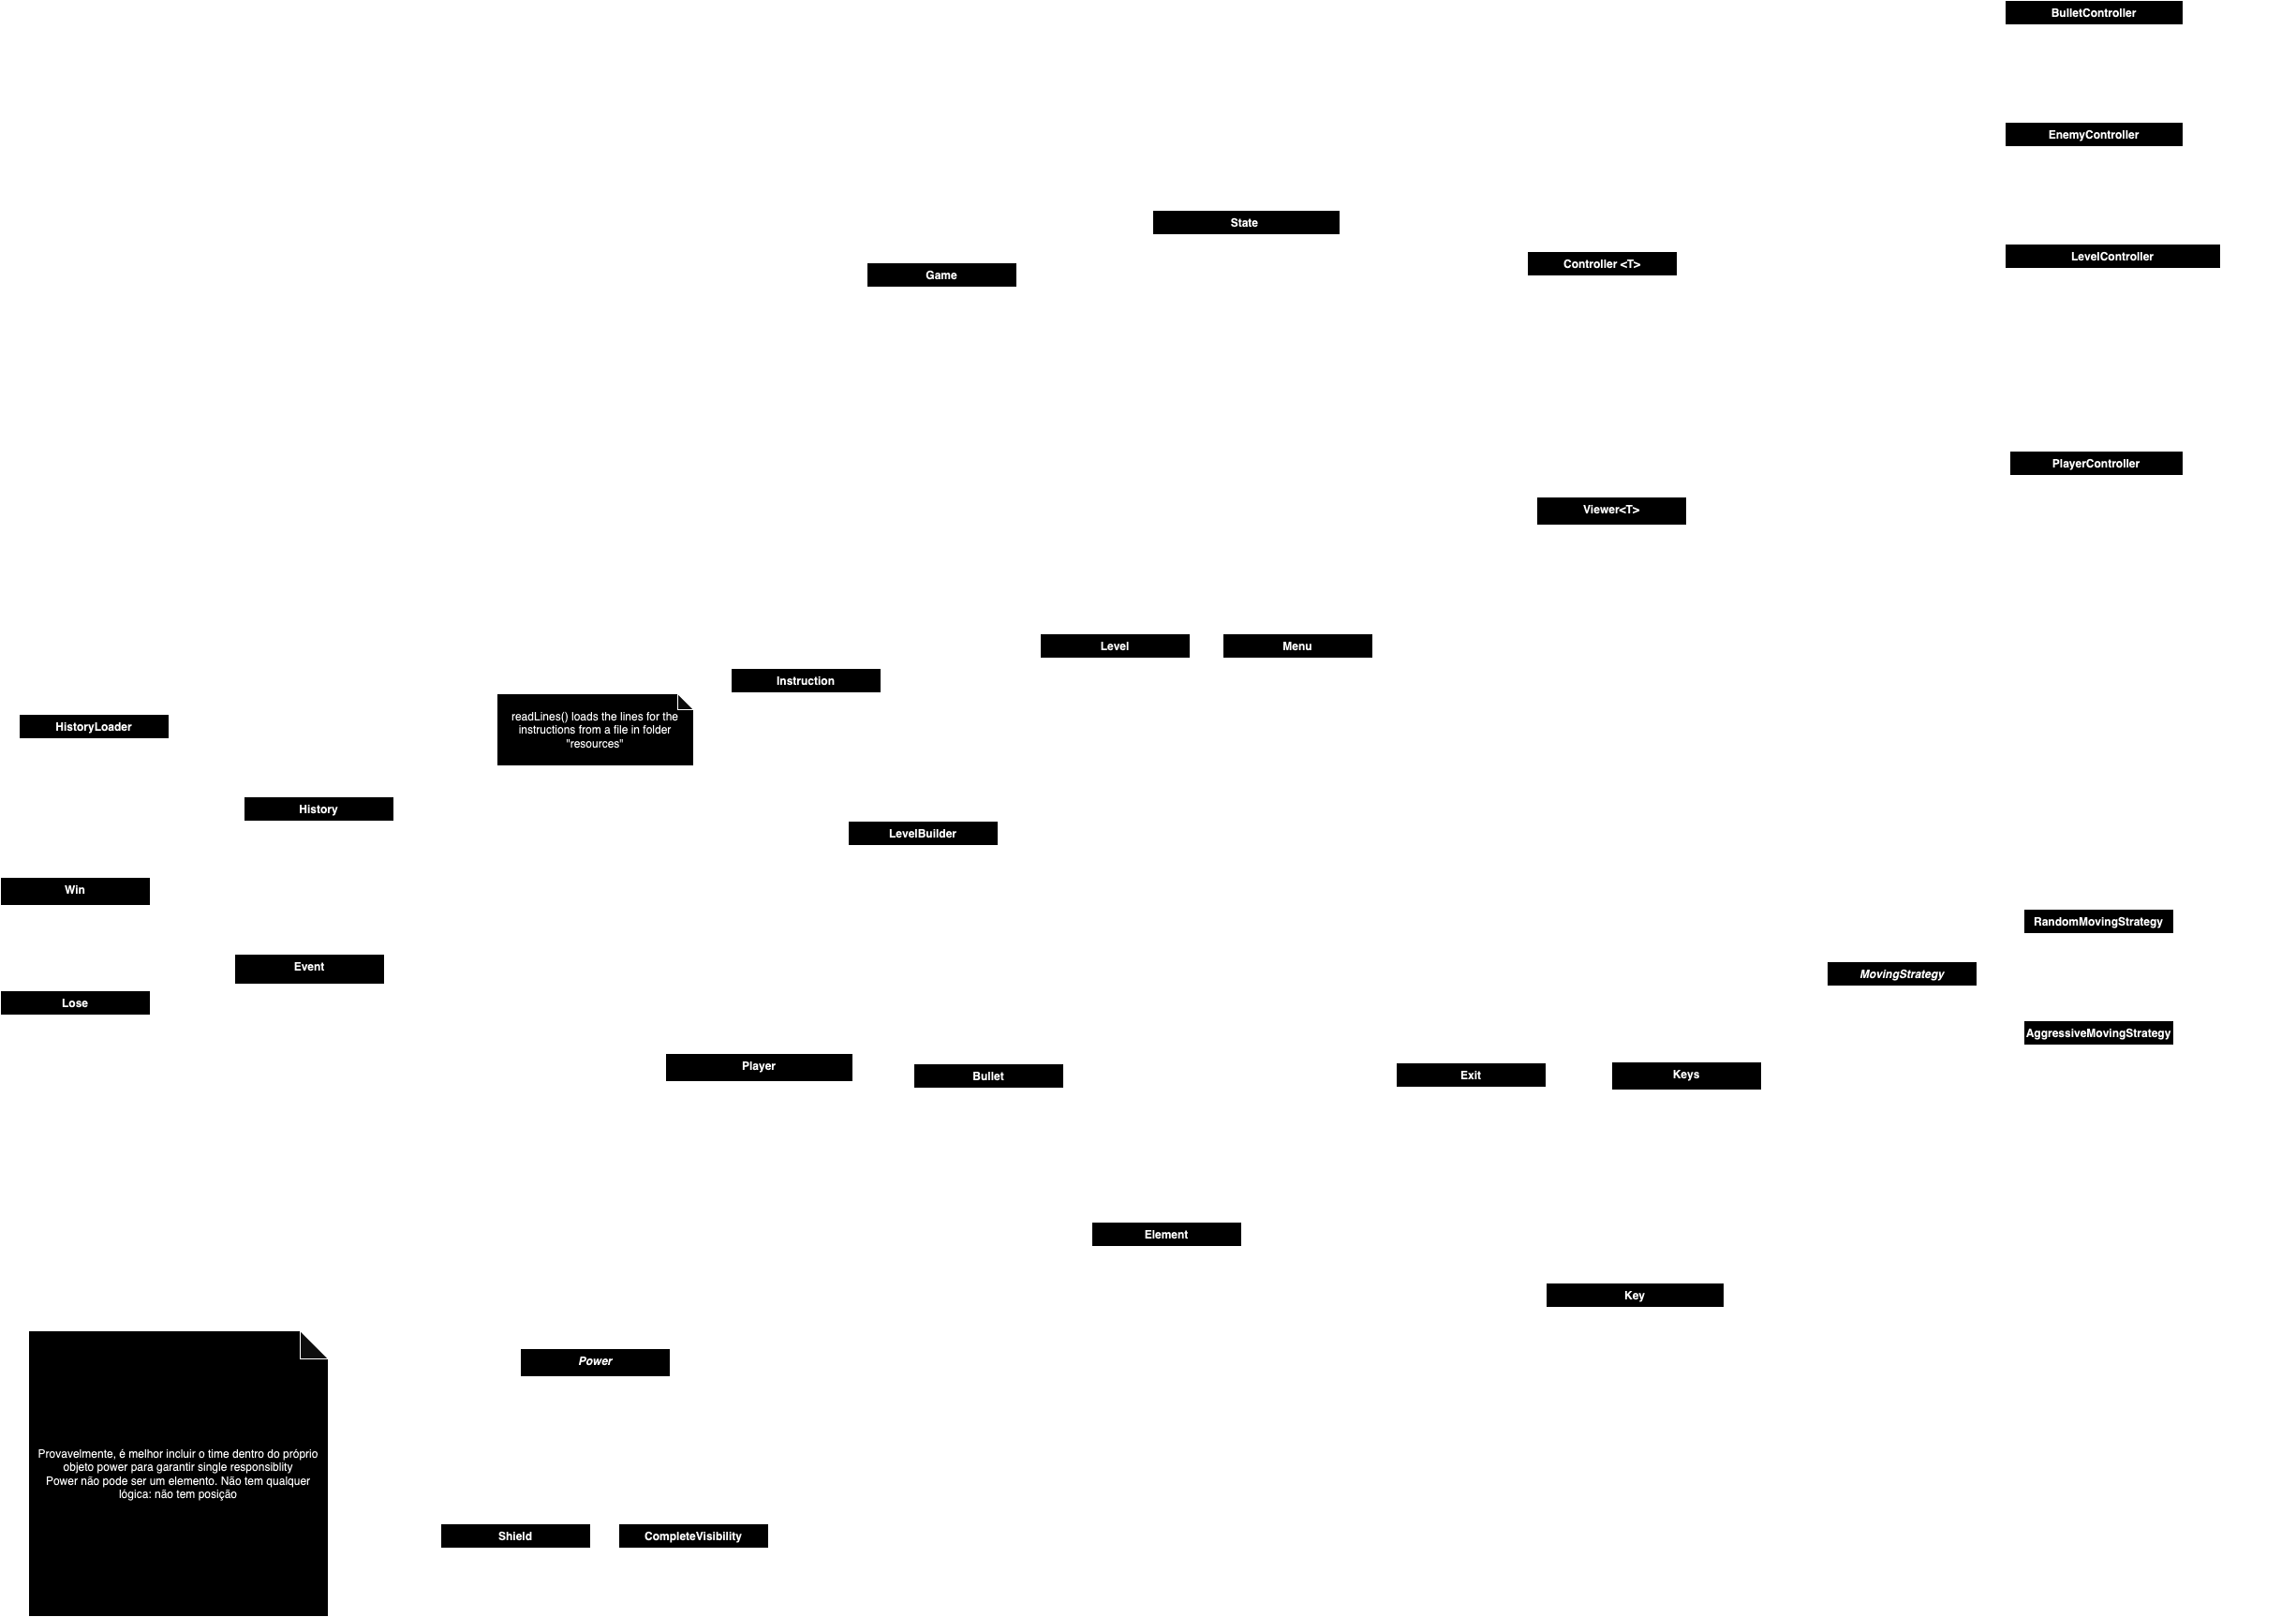 BulletController
EnemyController
State
LevelController
Controller <T>
Game
PlayerController
Viewer<T>
Level
Menu
Instruction
readLines() loads the lines for the
instructions from a file in folder
"resources"
HistoryLoader
History
LevelBuilder
Win
RandomMovingStrategy
Event
MovingStrategy
Lose
AggressiveMovingStrategy
Player
Bullet
Exit
Keys
Element
Key
Power
Provavelmente, é melhor incluir o time dentro do próprio
objeto power para garantir single responsiblity
Power não pode ser um elemento. Não tem qualquer
lógica: não tem posição
Shield
CompleteVisibility